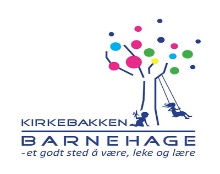 KIRKEBAKKEN
BARNEHAGE
-et godt sted å være, leke og lære